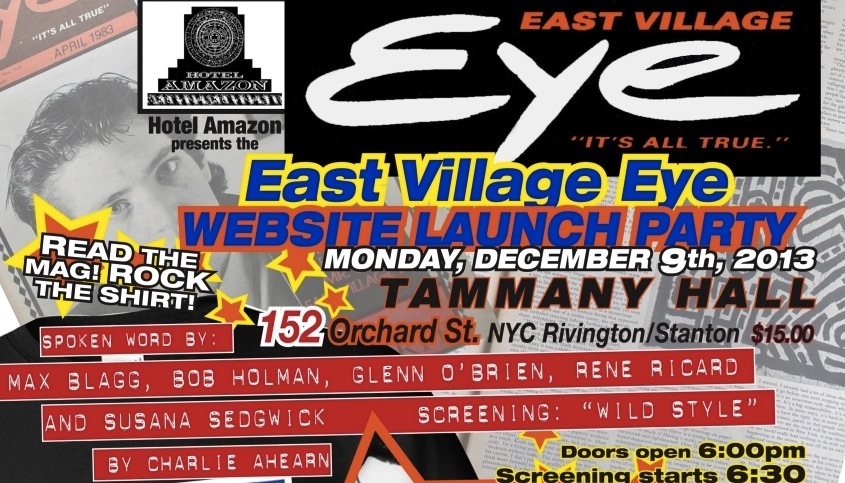 "IT'S ALL TRUE."
APRIL 1983
HOTEL
AMAZON
Hotel Amazon
presents the
EAST VILLAGE
Eye
"IT'S ALL TRUE."
East Village Eye
WEBSITE LAUNCH PARTY
MONDAY, DECEMBER 9th, 2013
READ THE
MAG! ROCK
THE SHIRT!
TAMMANY HALL
152 Orchard St. NYC Rivington/Stanton $15.00
SPOKEN WORD BY:
MAX BLAGG, BOB HOLMAN, GLENN O'BRIEN, RENE RICARD
AND SUSANA SEDGWICK SCREENING: "WILD STYLE"
BY CHARLIE AHEARN
Doors open 6:00pm
Screening starts 6:30